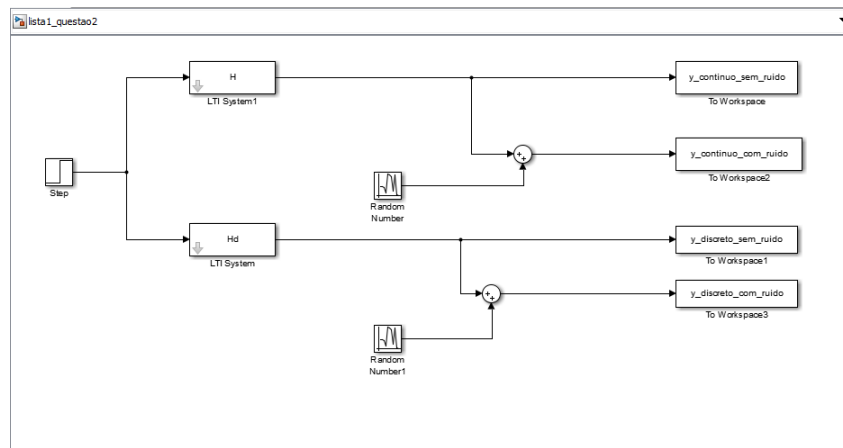 lista1_questao2
H
LTI System1
y_continuo_sem_ruido
To Workspace
y_continuo_com_ruido
To Workspace2
Step
Random
Number
Hd
LTI System
y_discreto_sem_ruido
To Workspace1
y_discreto_com_ruido
To Workspace3
Random
Number1